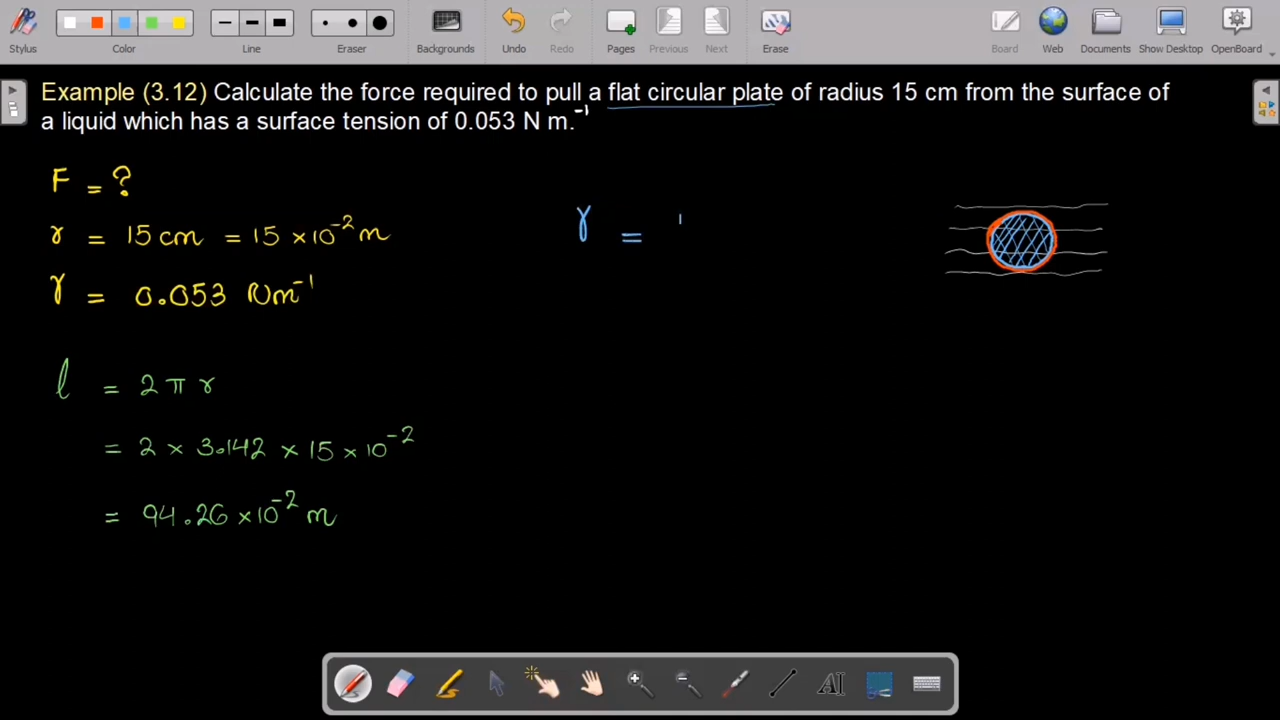 Stylus
Color
Line
Eraser
Backgrounds
Undo
Redo
Pages
Previous
Next
Erase
Board
Web
Documents
Show Desktop
OpenBoard
Example (3.12) Calculate the force required to pull a flat circular plate of radius 15 cm from the surface of
a liquid which has a surface tension of 0.053 N m.⁻¹
F = ?
r = 15 cm = 15 × 10⁻² m
γ = 0.053 Nm⁻¹
γ =
l = 2 π r
= 2 × 3.142 × 15 × 10⁻²
= 94.26 × 10⁻² m
AI